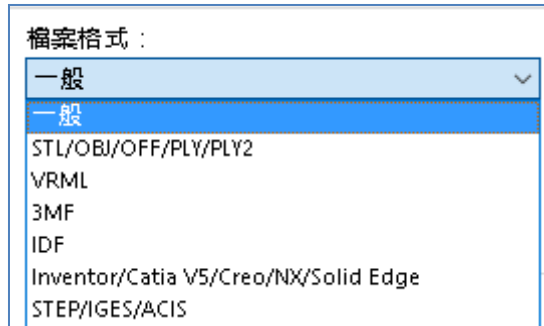 檔案格式：
一般
一般
STL/OBJ/OFF/PLY/PLY2
VRML
3MF
IDF
Inventor/Catia V5/Creo/NX/Solid Edge
STEP/IGES/ACIS